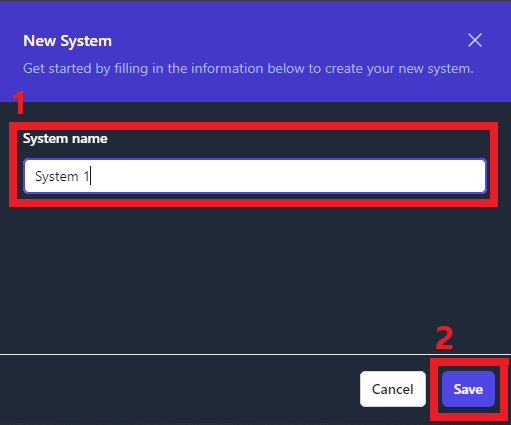 New System
Get started by filling in the information below to create your new system.
1
System name
System 1
2
Cancel
Save